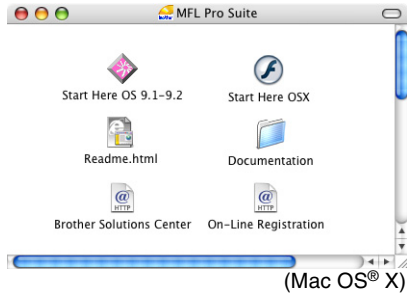 MFL Pro Suite
Start Here OS 9.1-9.2
Start Here OSX
Readme.html
Documentation
@
HTTP
@
HTTP
Brother Solutions Center
On-Line Registration
(Mac OS® X)